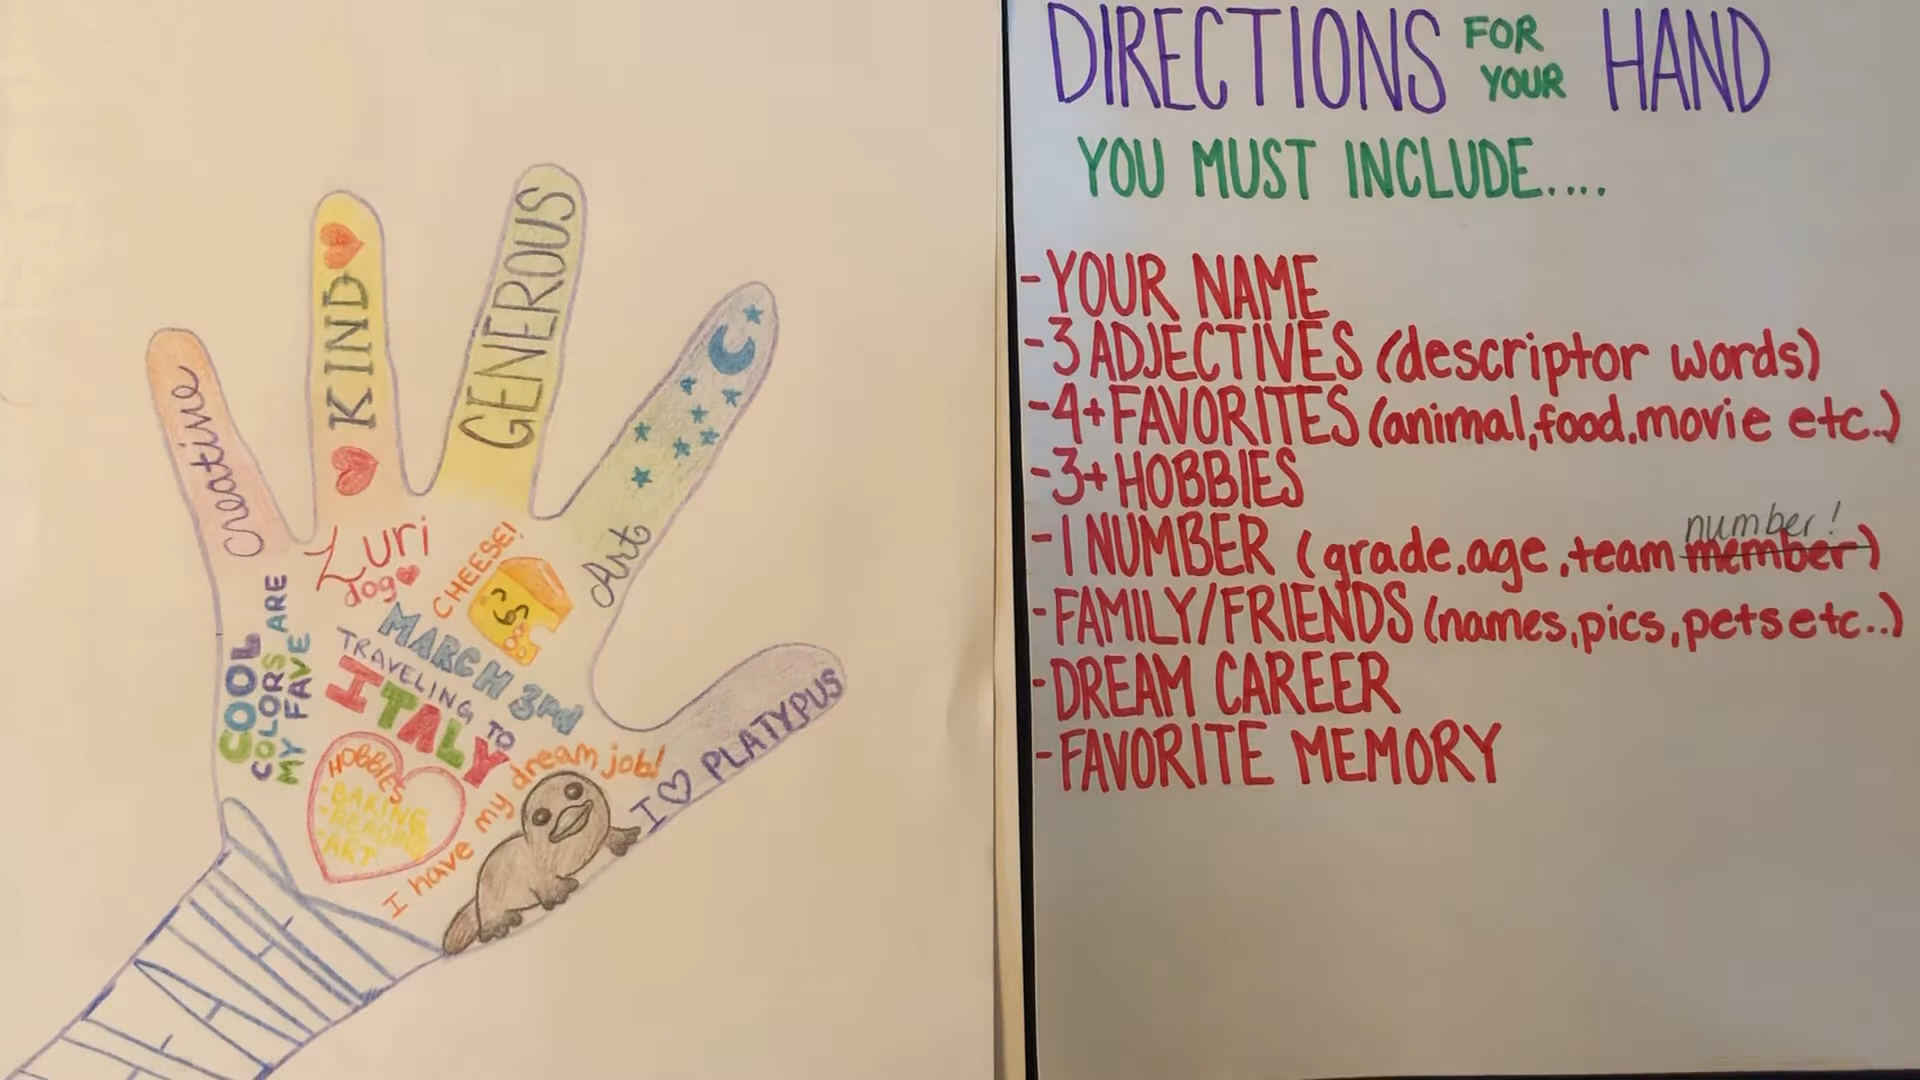 Creative
KIND
GENEROUS
Art
I PLATYPUS
Zuri
dog
CHEESE!
MARCH 3rd
TRAVELING TO
ITALY
COOL
COLORS ARE
MY FAVE
HOBBIES
-BAKING
-READING
-ART
I have my dream job!
DIRECTIONS FOR YOUR HAND
YOU MUST INCLUDE....
-YOUR NAME
-3 ADJECTIVES (descriptor words)
-4+ FAVORITES (animal, food, movie etc..)
-3+ HOBBIES
number!
-1 NUMBER (grade, age, team member)
-FAMILY/FRIENDS (names, pics, pets etc..)
-DREAM CAREER
-FAVORITE MEMORY